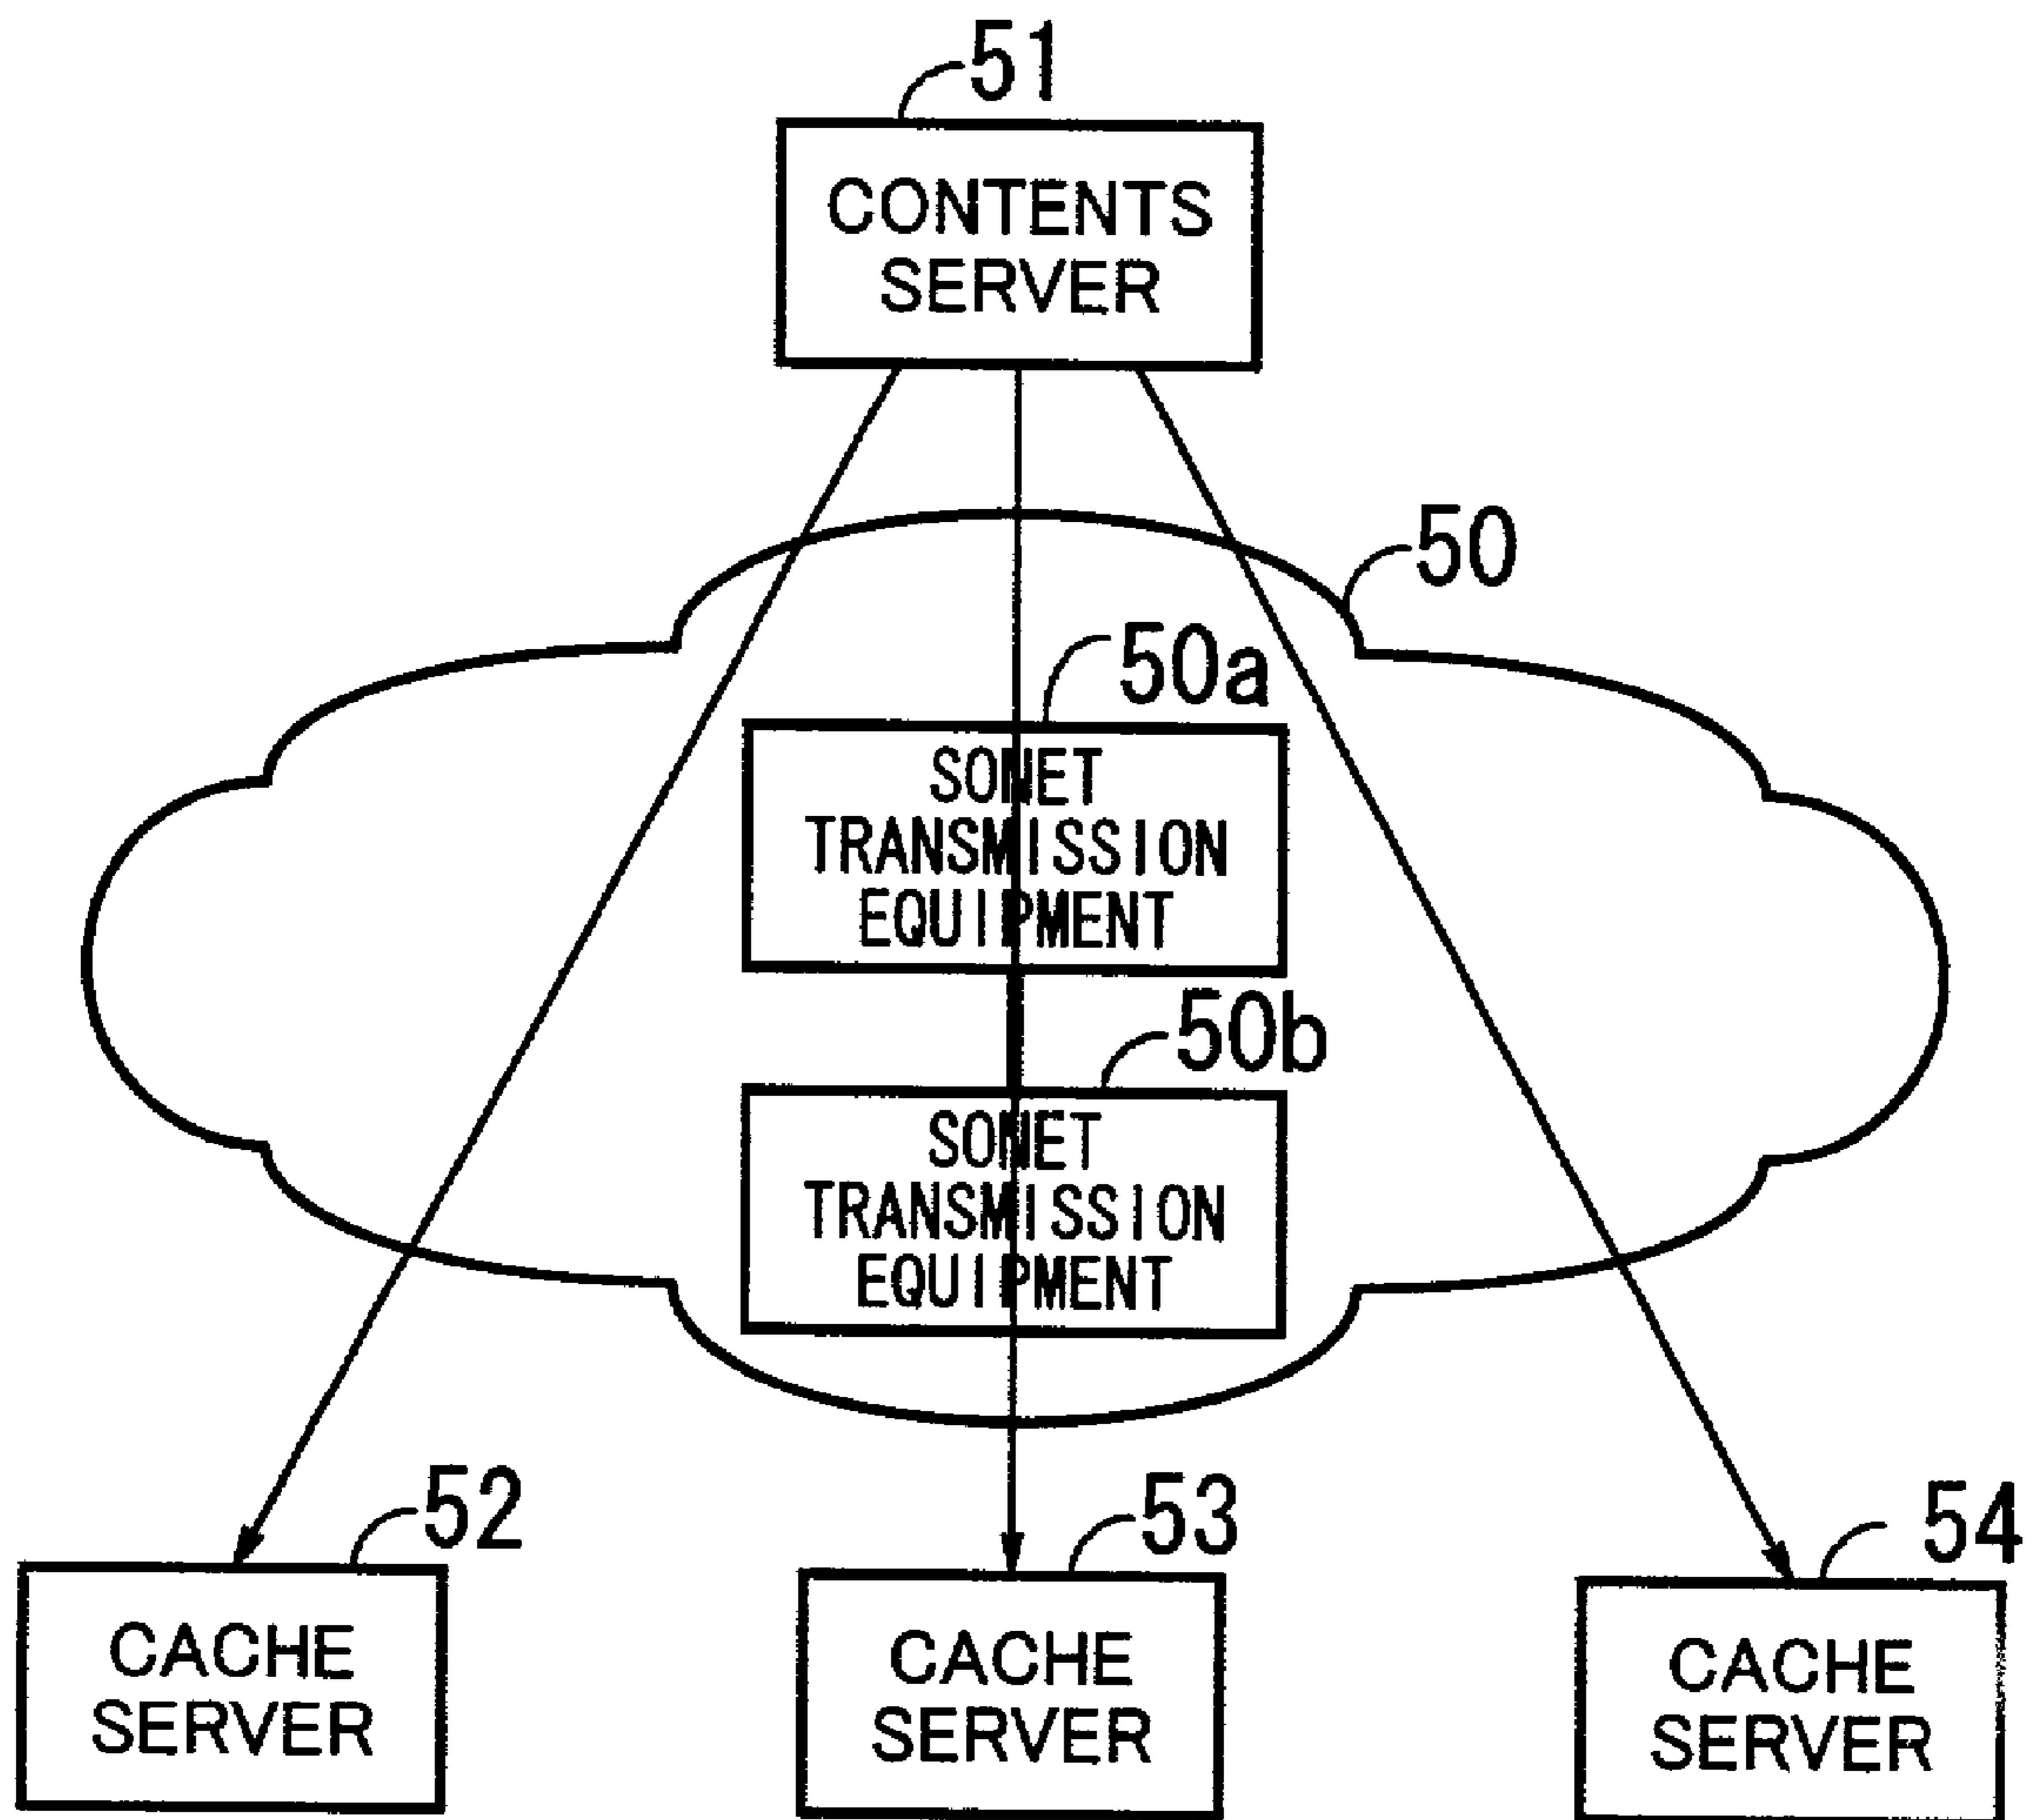 51
CONTENTS
SERVER
50
50a
SONET
TRANSMISSION
EQUIPMENT
50b
SONET
TRANSMISSION
EQUIPMENT
52
53
54
CACHE
SERVER
CACHE
SERVER
CACHE
SERVER